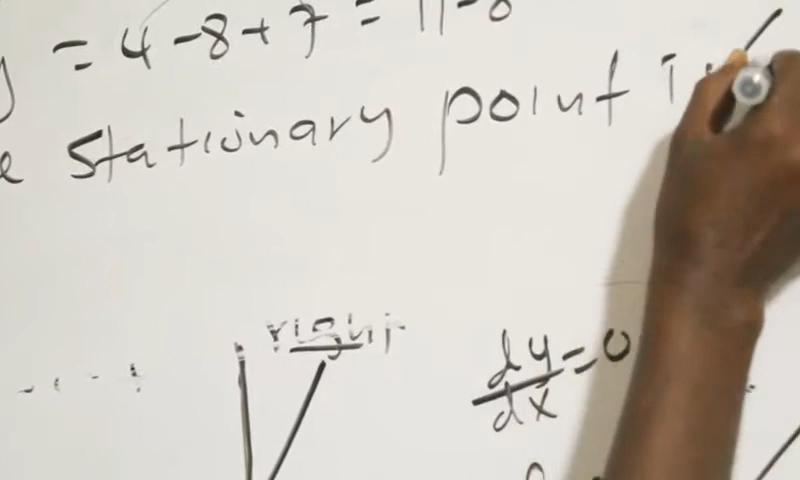 y = 4 - 8 + 7 = 11 - 8
stationary point i
right
dy/dx = 0